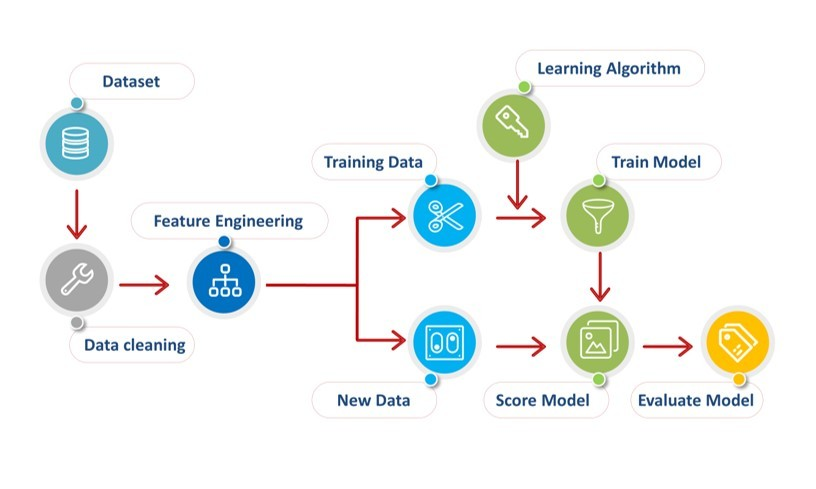 Dataset
Learning Algorithm
Training Data
Train Model
Feature Engineering
Data cleaning
New Data
Score Model
Evaluate Model